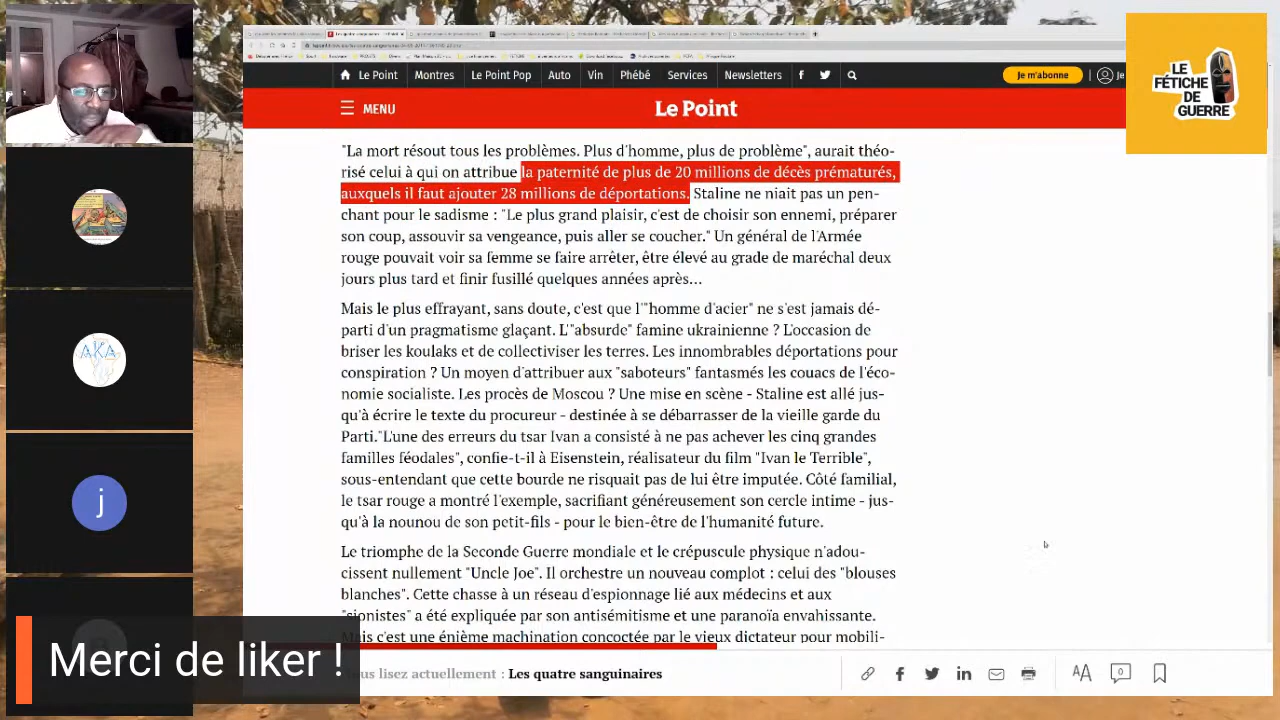 Les quatre sanguinaires
Le Point
Montres
Le Point Pop
Auto
Vin
Phébé
Services
Newsletters
Je m'abonne
Je
MENU
Le Point
LE
FÉTICHE
DE
GUERRE
"La mort résout tous les problèmes. Plus d'homme, plus de problème", aurait théo-
risé celui à qui on attribue la paternité de plus de 20 millions de décès prématurés,
auxquels il faut ajouter 28 millions de déportations. Staline ne niait pas un pen-
chant pour le sadisme : "Le plus grand plaisir, c'est de choisir son ennemi, préparer
son coup, assouvir sa vengeance, puis aller se coucher." Un général de l'Armée
rouge pouvait voir sa femme se faire arrêter, être élevé au grade de maréchal deux
jours plus tard et finir fusillé quelques années après...
Mais le plus effrayant, sans doute, c'est que l'"homme d'acier" ne s'est jamais dé-
parti d'un pragmatisme glaçant. L'"absurde" famine ukrainienne ? L'occasion de
briser les koulaks et de collectiviser les terres. Les innombrables déportations pour
conspiration ? Un moyen d'attribuer aux "saboteurs" fantasmés les couacs de l'éco-
nomie socialiste. Les procès de Moscou ? Une mise en scène - Staline est allé jus-
qu'à écrire le texte du procureur - destinée à se débarrasser de la vieille garde du
Parti."L'une des erreurs du tsar Ivan a consisté à ne pas achever les cinq grandes
familles féodales", confie-t-il à Eisenstein, réalisateur du film "Ivan le Terrible",
sous-entendant que cette bourde ne risquait pas de lui être imputée. Côté familial,
le tsar rouge a montré l'exemple, sacrifiant généreusement son cercle intime - jus-
qu'à la nounou de son petit-fils - pour le bien-être de l'humanité future.
Le triomphe de la Seconde Guerre mondiale et le crépuscule physique n'adou-
cissent nullement "Uncle Joe". Il orchestre un nouveau complot : celui des "blouses
blanches". Cette chasse à un réseau d'espionnage lié aux médecins et aux
"sionistes" a été expliquée par son antisémitisme et une paranoïa envahissante.
Mais c'est une énième machination concoctée par le vieux dictateur pour mobili-
AKA
j
Merci de liker !
lisez actuellement : Les quatre sanguinaires
AA
0